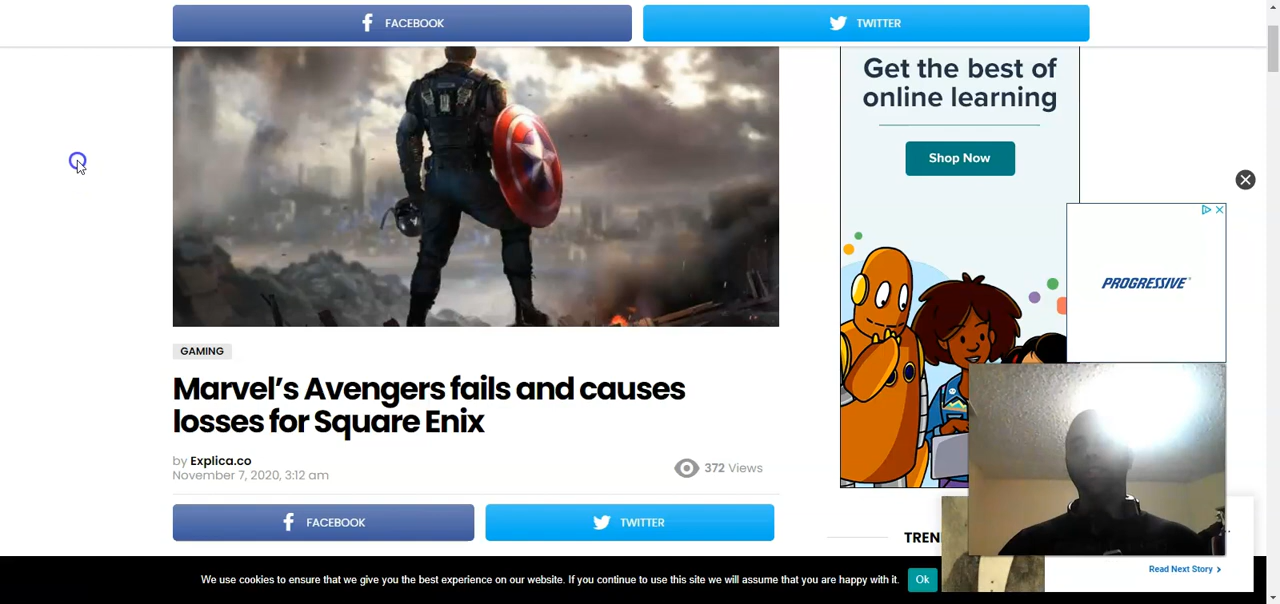 FACEBOOK
TWITTER
Get the best of
online learning
Shop Now
PROGRESSIVE
GAMING
Marvel's Avengers fails and causes
losses for Square Enix
by Explica.co
November 7, 2020, 3:12 am
372 Views
FACEBOOK
TWITTER
TREN
Read Next Story
We use cookies to ensure that we give you the best experience on our website. If you continue to use this site we will assume that you are happy with it.
Ok